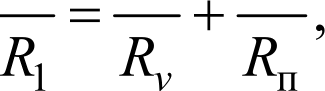 = + ,
R₁ Rᵥ Rп